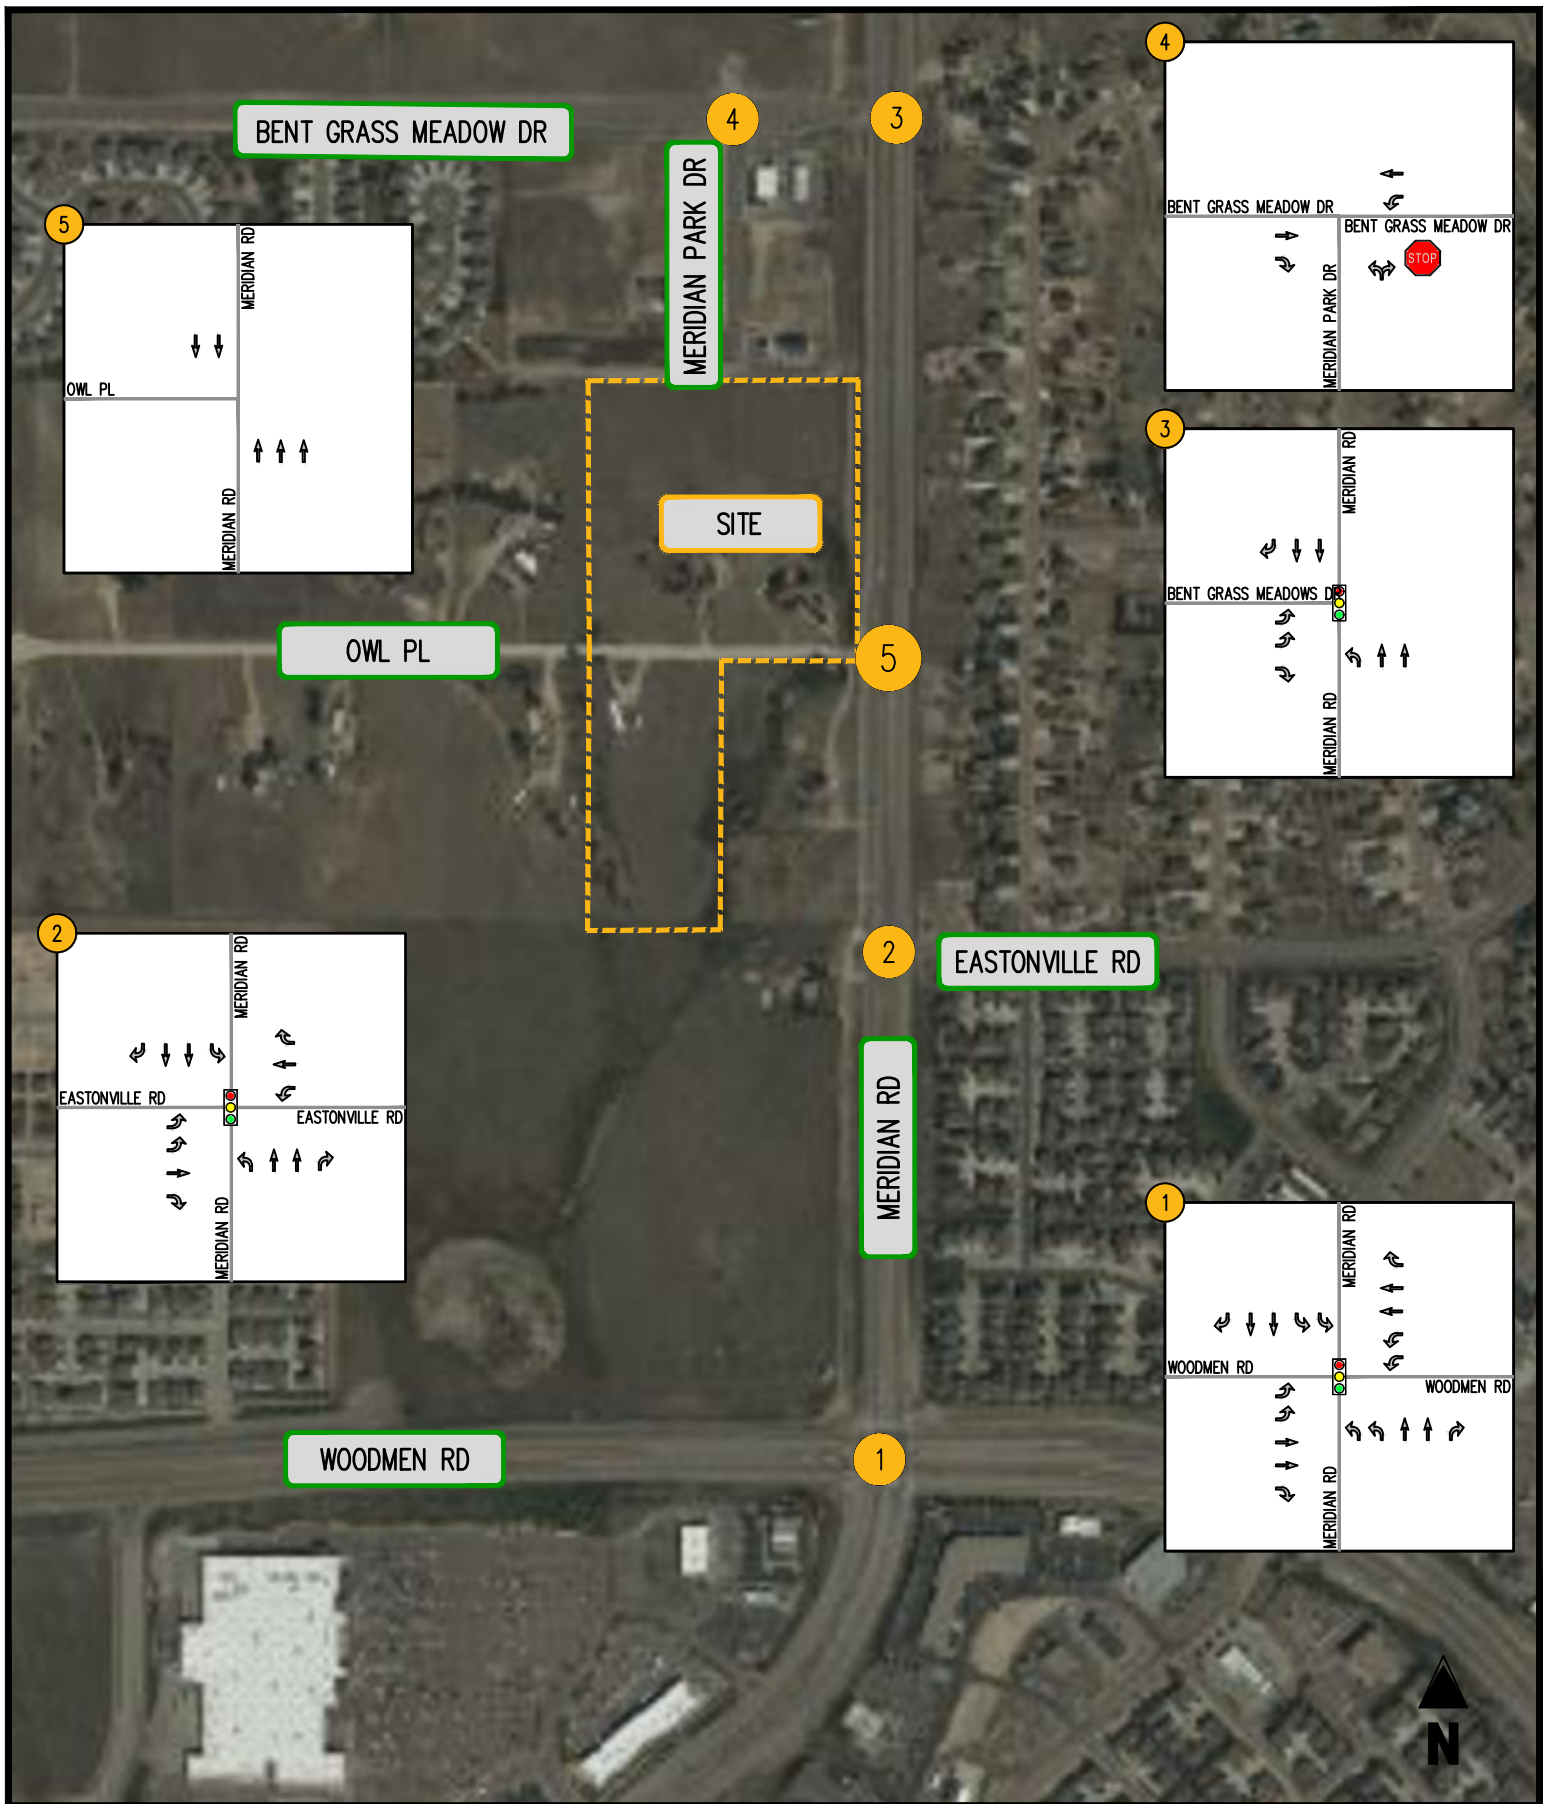 4
BENT GRASS MEADOW DR
4
3
MERIDIAN PARK DR
BENT GRASS MEADOW DR
BENT GRASS MEADOW DR
STOP
MERIDIAN PARK DR
5
MERIDIAN RD
OWL PL
MERIDIAN RD
3
MERIDIAN RD
BENT GRASS MEADOWS DR
MERIDIAN RD
SITE
OWL PL
5
2
MERIDIAN RD
EASTONVILLE RD
EASTONVILLE RD
MERIDIAN RD
2
EASTONVILLE RD
MERIDIAN RD
1
MERIDIAN RD
WOODMEN RD
WOODMEN RD
MERIDIAN RD
WOODMEN RD
1
N